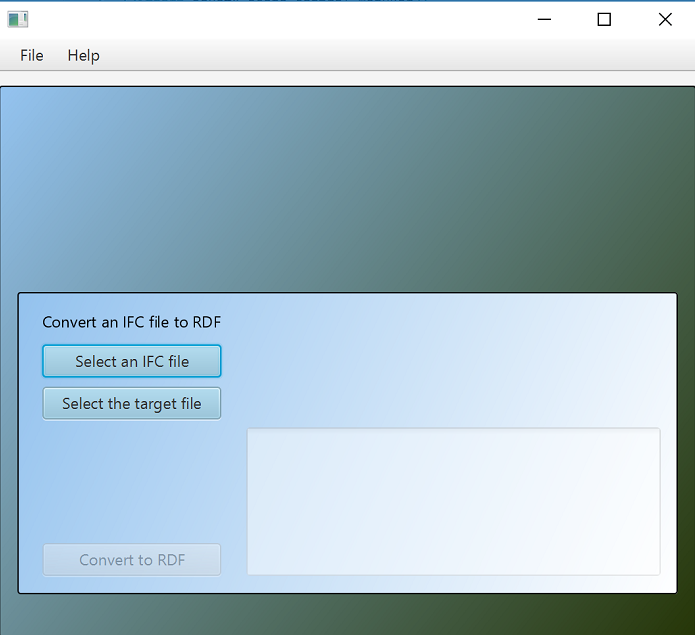 File Help
Convert an IFC file to RDF
Select an IFC file
Select the target file
Convert to RDF